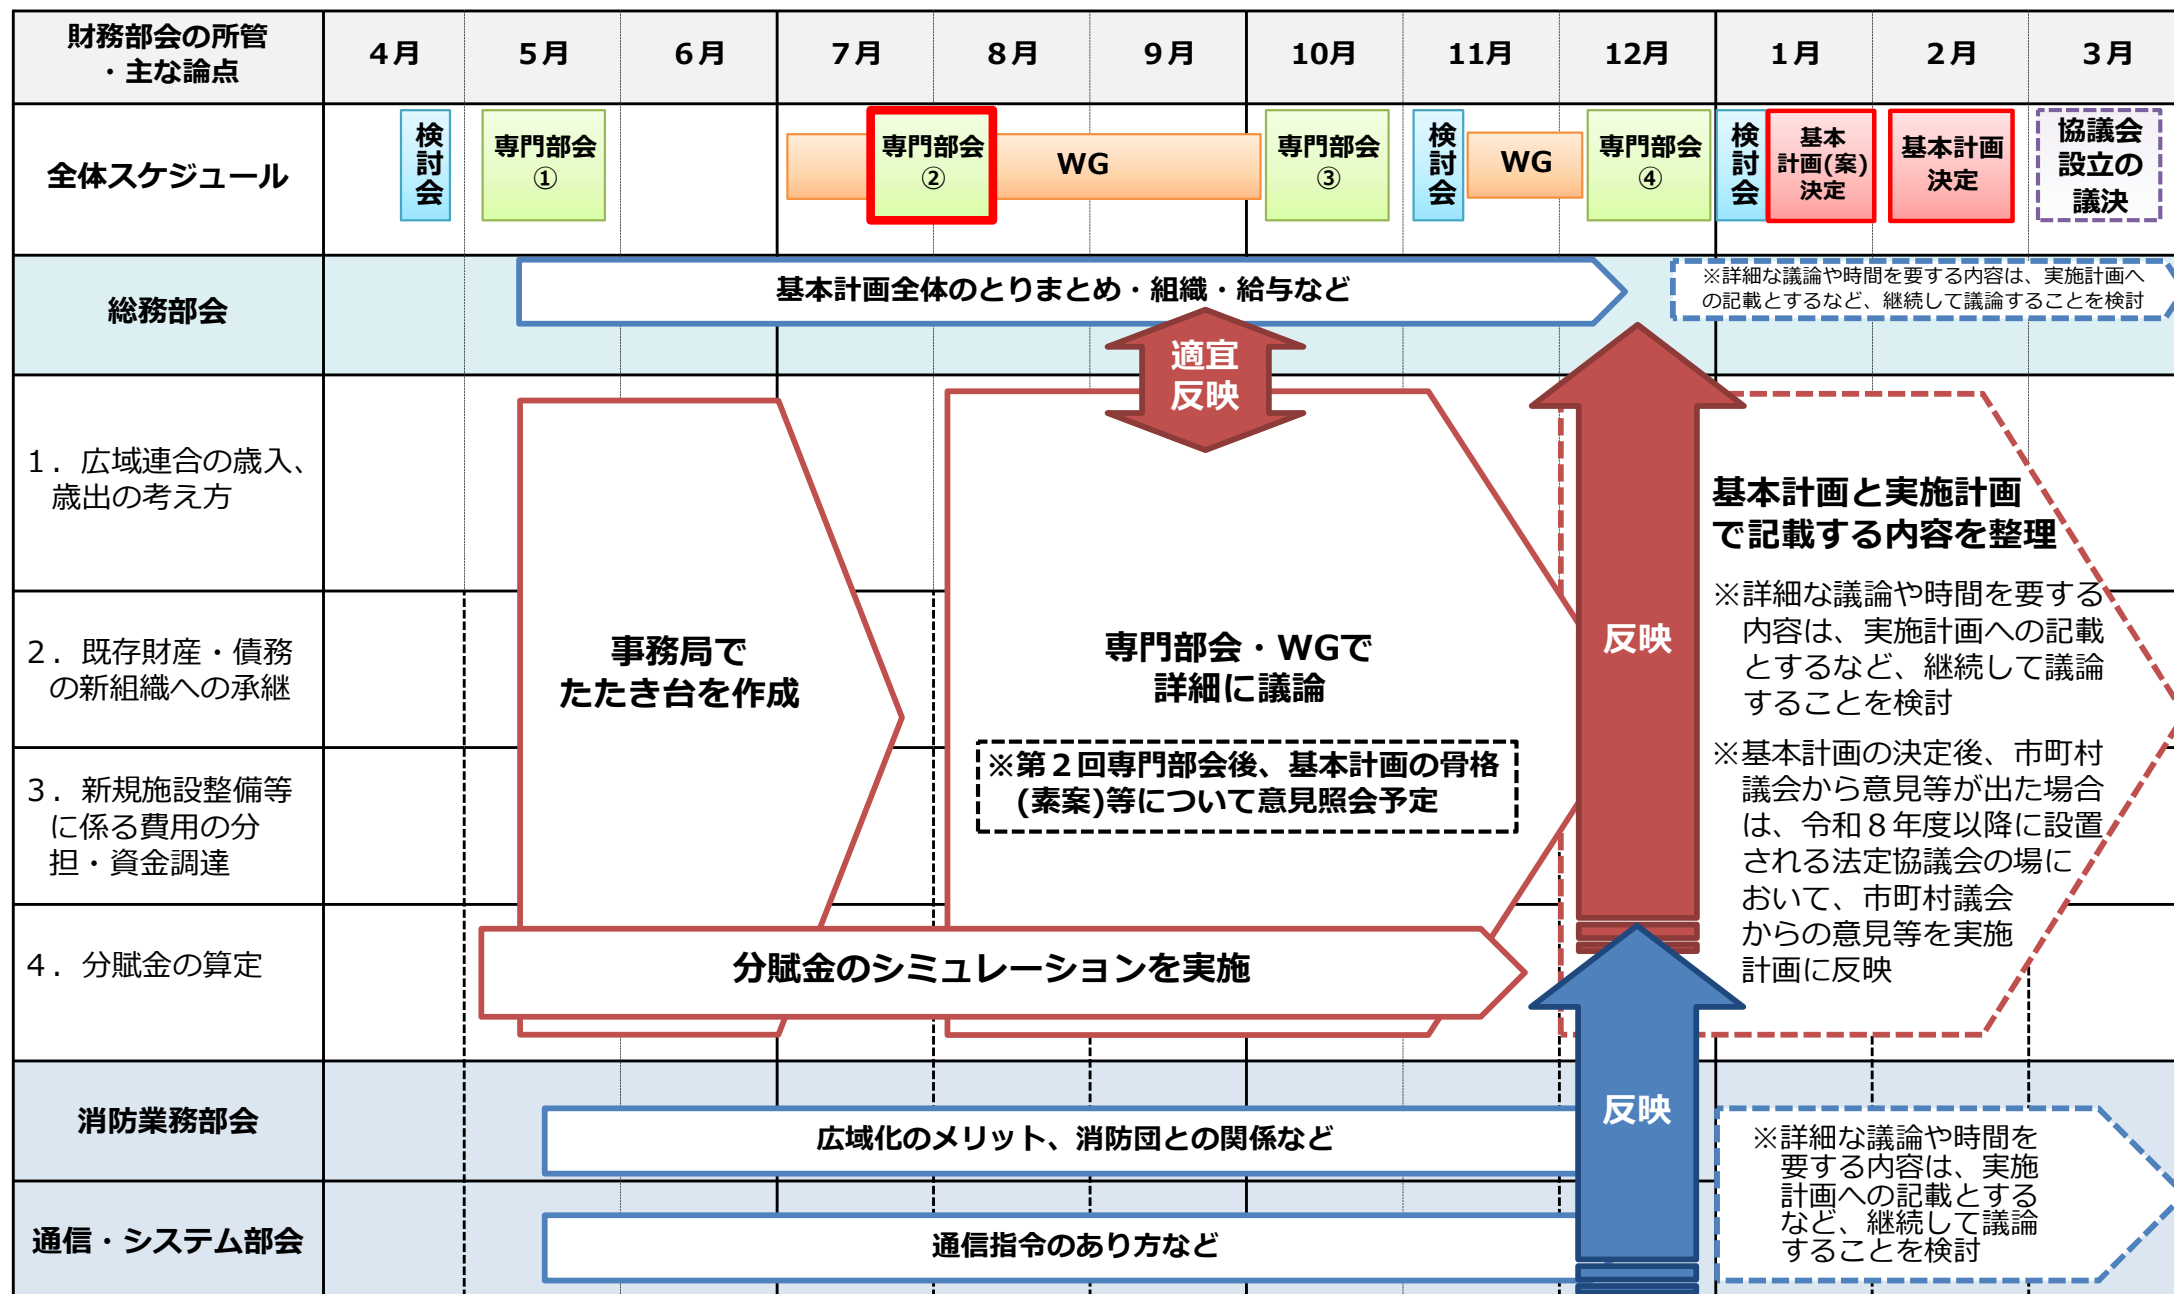 財務部会の所管
・主な論点
４月
５月
６月
７月
８月
９月
10月
11月
12月
１月
２月
３月
全体スケジュール
検討会
専門部会
①
専門部会
②
WG
専門部会
③
検討会
WG
専門部会
④
検討会
基本
計画(案)
決定
基本計画
決定
協議会
設立の
議決
総務部会
基本計画全体のとりまとめ・組織・給与など
※詳細な議論や時間を要する内容は、実施計画へ
の記載とするなど、継続して議論することを検討
適宜
反映
１．広域連合の歳入、
歳出の考え方
２．既存財産・債務
の新組織への承継
３．新規施設整備等
に係る費用の分
担・資金調達
４．分賦金の算定
事務局で
たたき台を作成
専門部会・WGで
詳細に議論
※第２回専門部会後、基本計画の骨格
(素案)等について意見照会予定
分賦金のシミュレーションを実施
反映
基本計画と実施計画
で記載する内容を整理
※詳細な議論や時間を要する
内容は、実施計画への記載
とするなど、継続して議論
することを検討
※基本計画の決定後、市町村
議会から意見等が出た場合
は、令和８年度以降に設置
される法定協議会の場に
おいて、市町村議会
からの意見等を実施
計画に反映
消防業務部会
広域化のメリット、消防団との関係など
反映
※詳細な議論や時間を
要する内容は、実施
計画への記載とする
など、継続して議論
することを検討
通信・システム部会
通信指令のあり方など